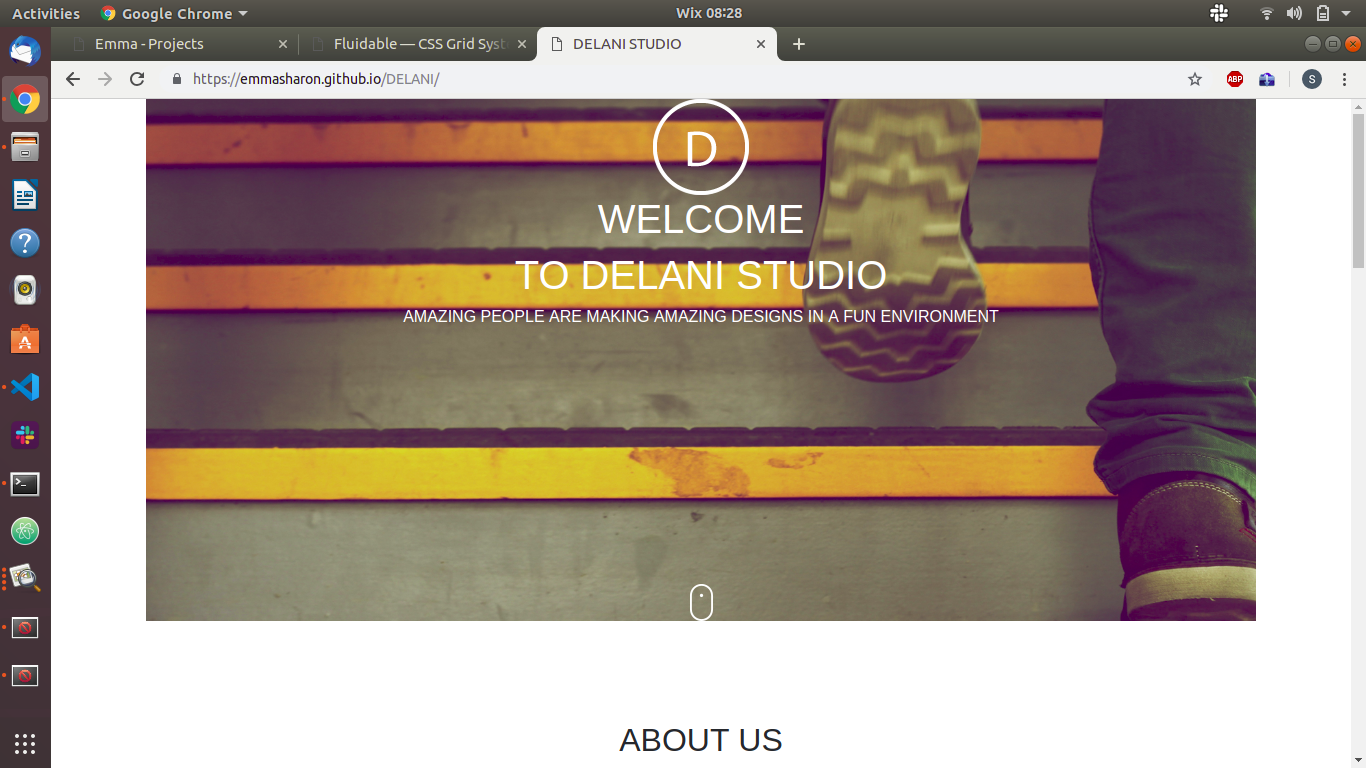 Activities Google Chrome Wix 08:28
Emma - Projects Fluidable — CSS Grid Syst DELANI STUDIO
https://emmasharon.github.io/DELANI/ ABP S
D
WELCOME
TO DELANI STUDIO
AMAZING PEOPLE ARE MAKING AMAZING DESIGNS IN A FUN ENVIRONMENT
ABOUT US